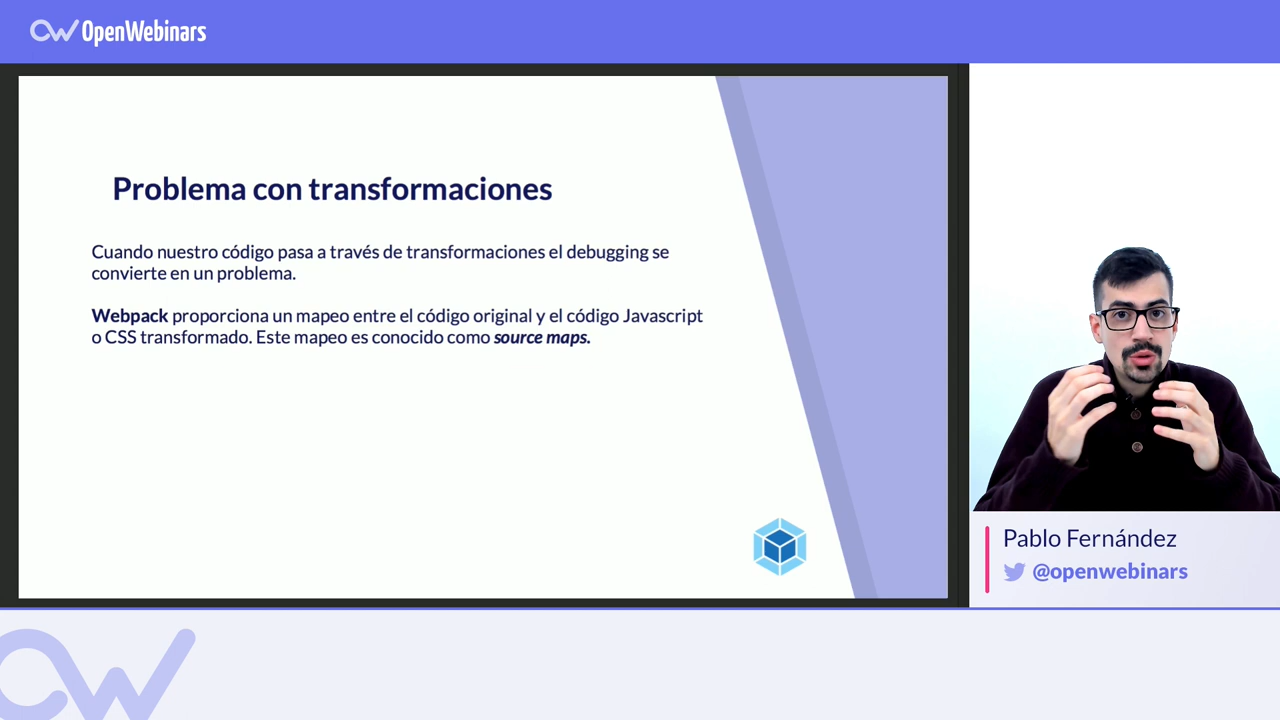 OpenWebinars
Problema con transformaciones
Cuando nuestro código pasa a través de transformaciones el debugging se
convierte en un problema.
Webpack proporciona un mapeo entre el código original y el código Javascript
o CSS transformado. Este mapeo es conocido como source maps.
Pablo Fernández
@openwebinars